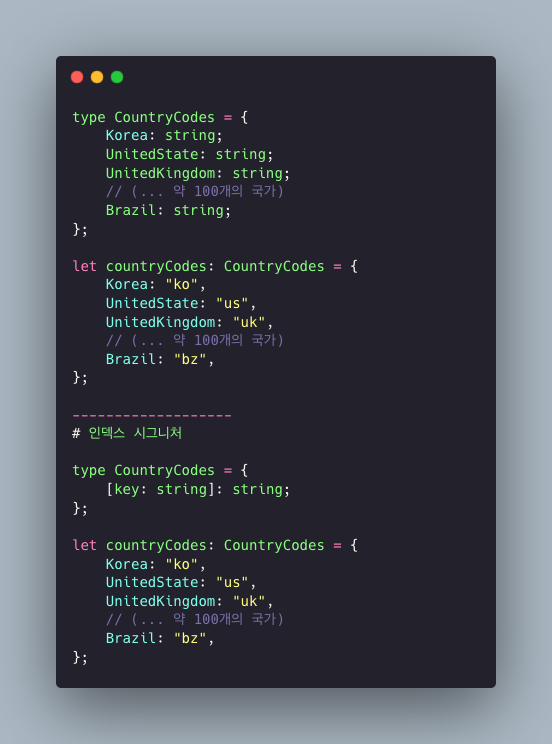 type CountryCodes = {
    Korea: string;
    UnitedState: string;
    UnitedKingdom: string;
    // (... 약 100개의 국가)
    Brazil: string;
};

let countryCodes: CountryCodes = {
    Korea: "ko",
    UnitedState: "us",
    UnitedKingdom: "uk",
    // (... 약 100개의 국가)
    Brazil: "bz",
};

-------------------
# 인덱스 시그니처

type CountryCodes = {
    [key: string]: string;
};

let countryCodes: CountryCodes = {
    Korea: "ko",
    UnitedState: "us",
    UnitedKingdom: "uk",
    // (... 약 100개의 국가)
    Brazil: "bz",
};